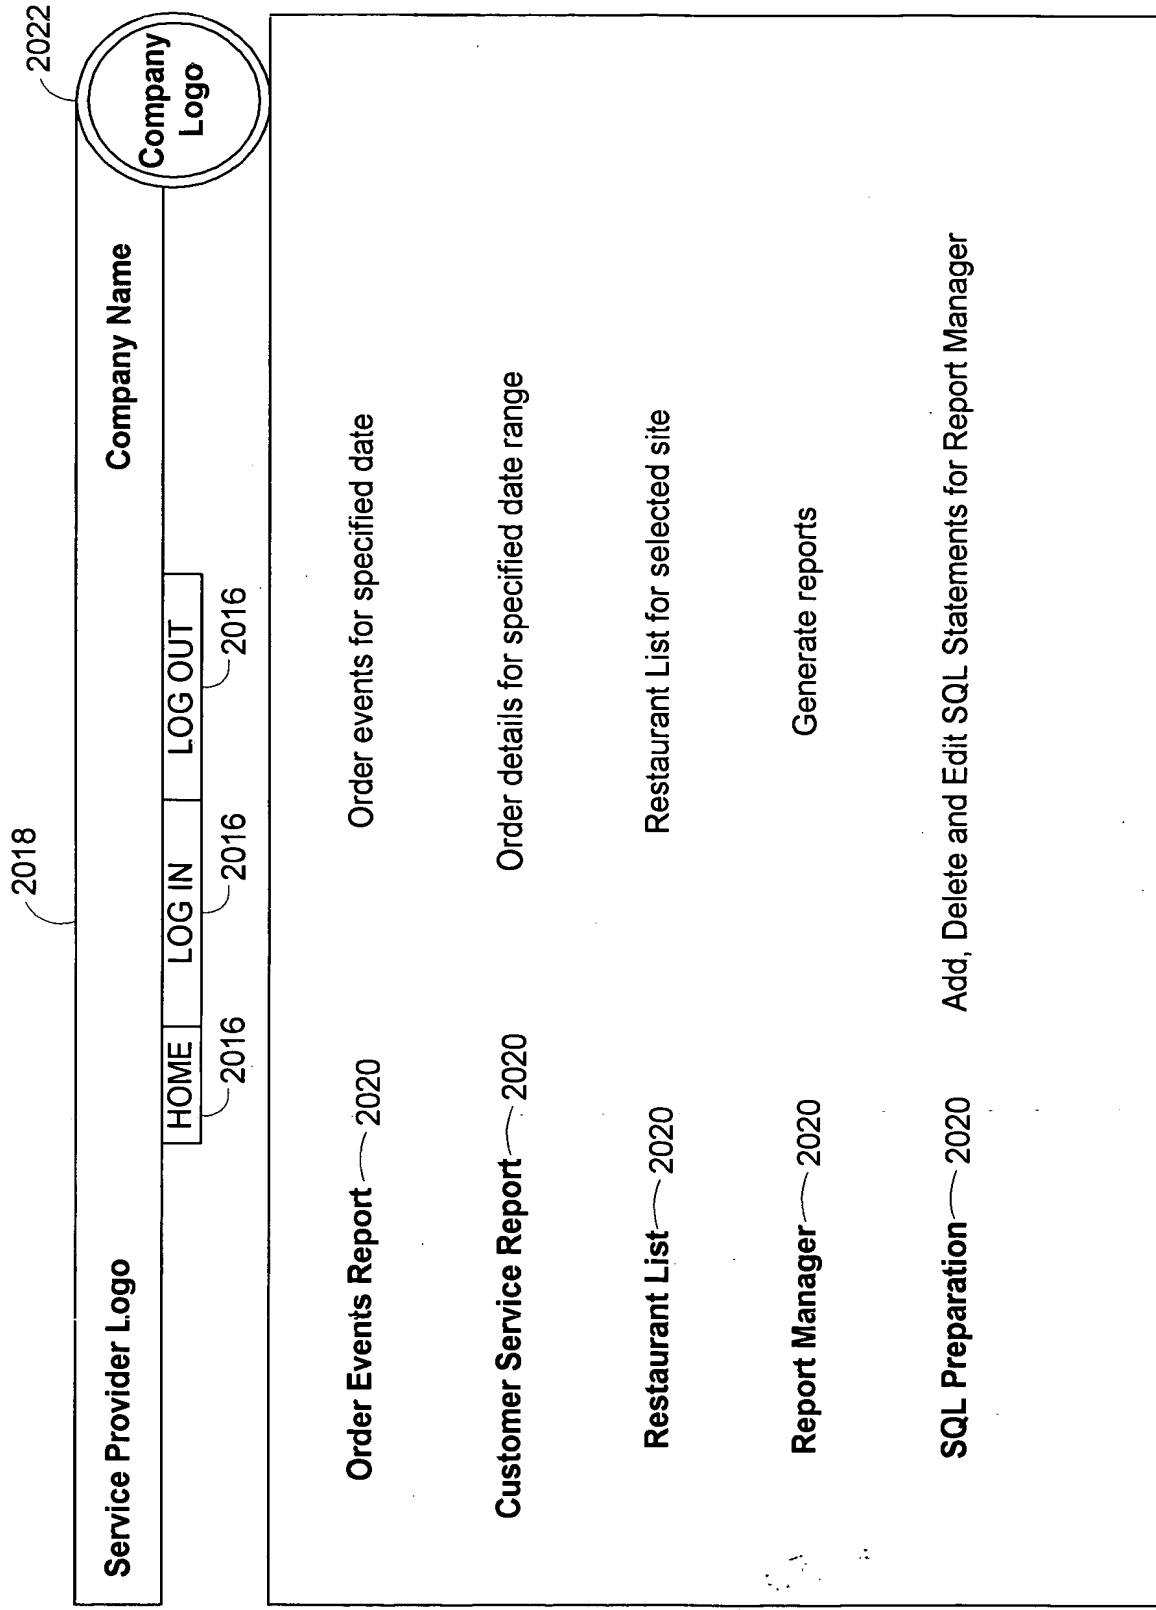 2018
2022
Service Provider Logo
Company Name
Company
Logo
HOME
LOG IN
LOG OUT
2016
2016
2016
Order Events Report 2020
Order events for specified date
Customer Service Report 2020
Order details for specified date range
Restaurant List 2020
Restaurant List for selected site
Report Manager 2020
Generate reports
SQL Preparation 2020
Add, Delete and Edit SQL Statements for Report Manager